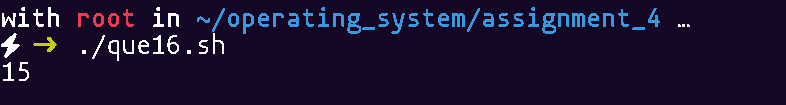 with root in ~/operating_system/assignment_4 …
⚡ ➜ ./que16.sh
15